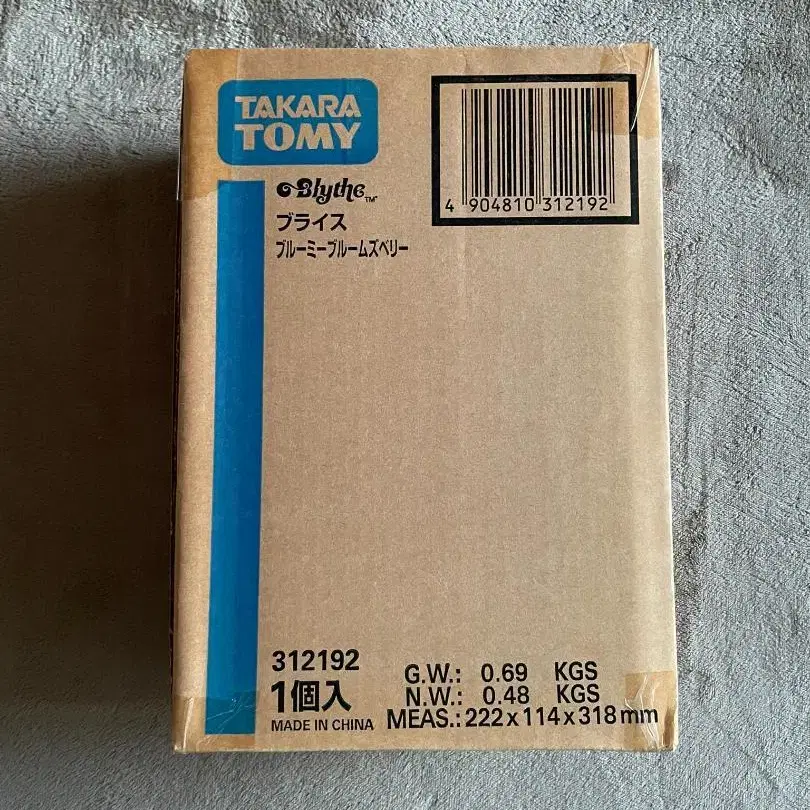 TAKARA
TOMY
Blythe™
ブライス
ブルーミーブルームズベリー
4 904810 312192
312192
1個入
MADE IN CHINA
G.W.: 0.69 KGS
N.W.: 0.48 KGS
MEAS.: 222 x 114 x 318 mm